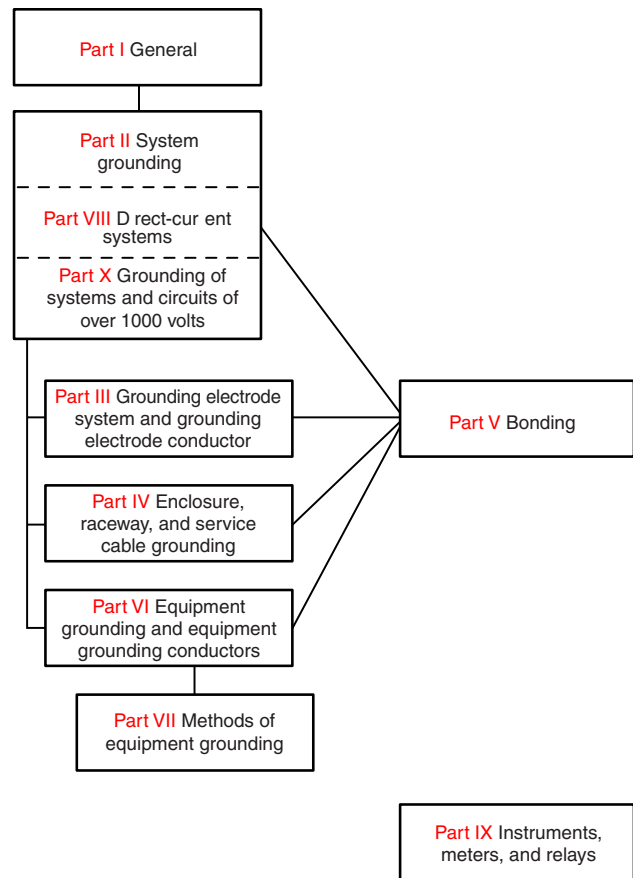 Part I General
Part II System
grounding
Part VIII D rect-cur ent
systems
Part X Grounding of
systems and circuits of
over 1000 volts
Part III Grounding electrode
system and grounding
electrode conductor
Part V Bonding
Part IV Enclosure,
raceway, and service
cable grounding
Part VI Equipment
grounding and equipment
grounding conductors
Part VII Methods of
equipment grounding
Part IX Instruments,
meters, and relays